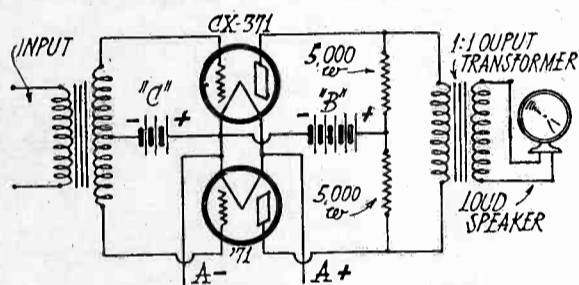 CX-371
INPUT
"C"
- +
5,000
ω
"B"
- +
1:1 OUPUT
TRANSFORMER
5,000
ω
'71
A-
A+
LOUD
SPEAKER